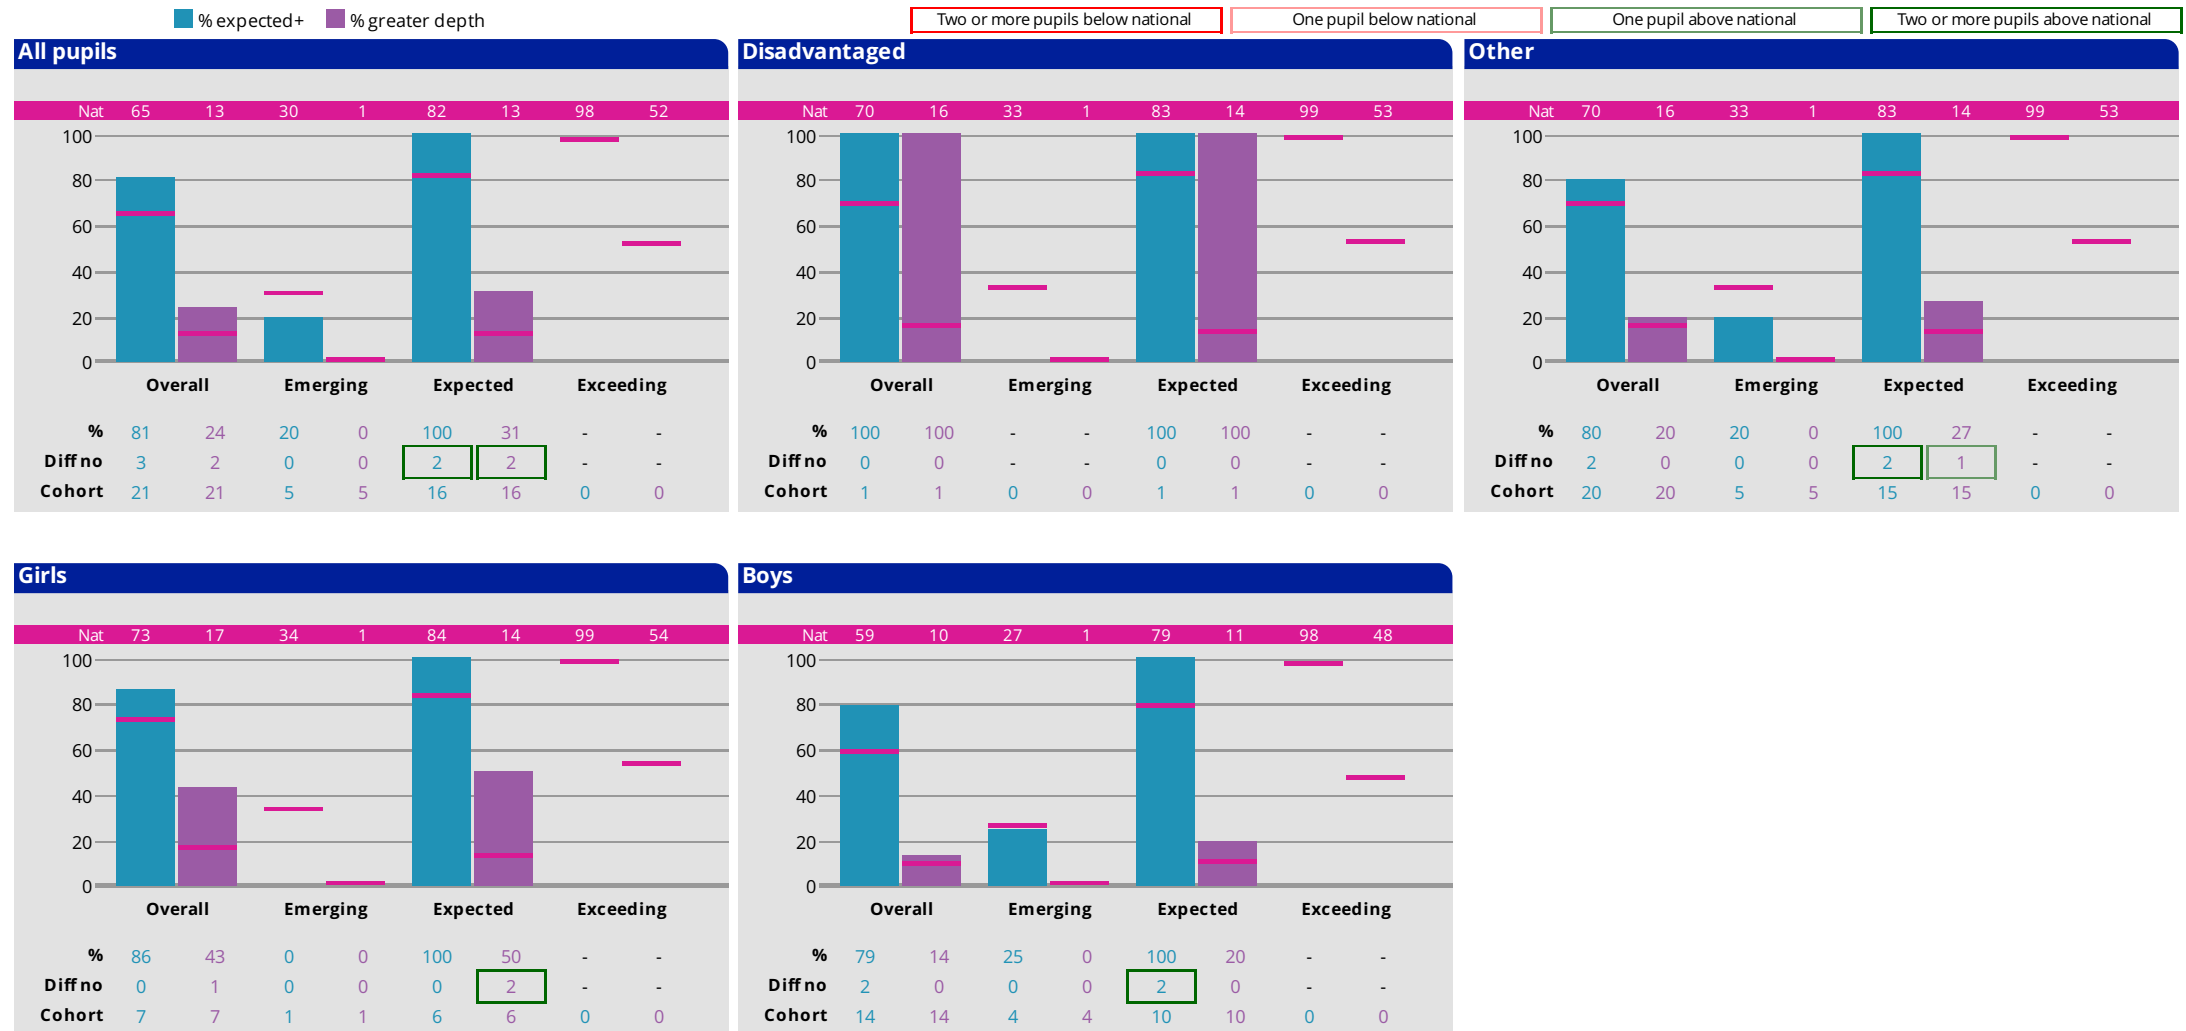 % expected+ % greater depth
Two or more pupils below national One pupil below national One pupil above national Two or more pupils above national
All pupils
Nat 65 13 30 1 82 13 98 52
100
80
60
40
20
0
Overall Emerging Expected Exceeding
% 81 24 20 0 100 31 - -
Diff no 3 2 0 0 2 2 - -
Cohort 21 21 5 5 16 16 0 0
Disadvantaged
Nat 70 16 33 1 83 14 99 53
100
80
60
40
20
0
Overall Emerging Expected Exceeding
% 100 100 - - 100 100 - -
Diff no 0 0 - - 0 0 - -
Cohort 1 1 0 0 1 1 0 0
Other
Nat 70 16 33 1 83 14 99 53
100
80
60
40
20
0
Overall Emerging Expected Exceeding
% 80 20 20 0 100 27 - -
Diff no 2 0 0 0 2 1 - -
Cohort 20 20 5 5 15 15 0 0
Girls
Nat 73 17 34 1 84 14 99 54
100
80
60
40
20
0
Overall Emerging Expected Exceeding
% 86 43 0 0 100 50 - -
Diff no 0 1 0 0 0 2 - -
Cohort 7 7 1 1 6 6 0 0
Boys
Nat 59 10 27 1 79 11 98 48
100
80
60
40
20
0
Overall Emerging Expected Exceeding
% 79 14 25 0 100 20 - -
Diff no 2 0 0 0 2 0 - -
Cohort 14 14 4 4 10 10 0 0